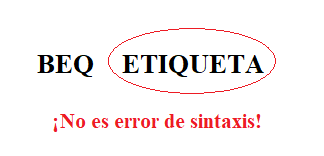 BEQ ETIQUETA
¡No es error de sintaxis!